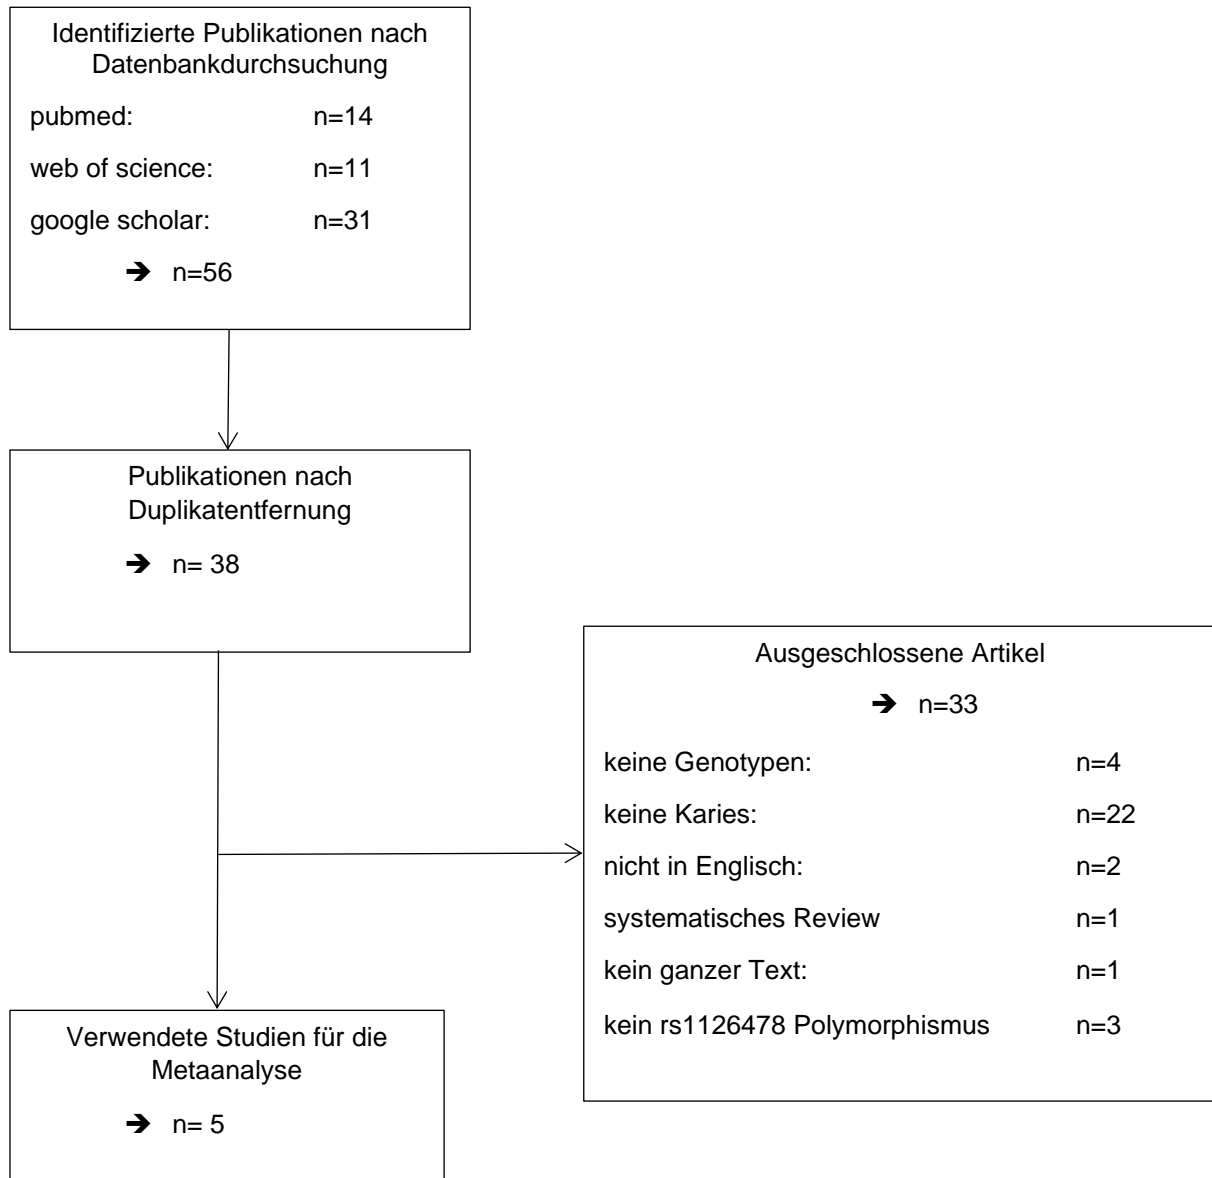 Identifizierte Publikationen nach
Datenbankdurchsuchung
pubmed: n=14
web of science: n=11
google scholar: n=31
➔ n=56
Publikationen nach
Duplikatentfernung
➔ n= 38
Ausgeschlossene Artikel
➔ n=33
keine Genotypen: n=4
keine Karies: n=22
nicht in Englisch: n=2
systematisches Review n=1
kein ganzer Text: n=1
kein rs1126478 Polymorphismus n=3
Verwendete Studien für die
Metaanalyse
➔ n= 5